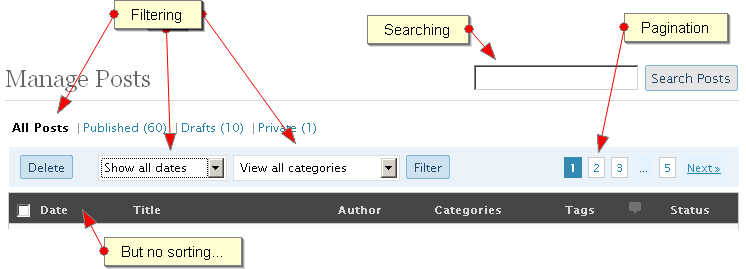 Filtering
Searching
Pagination
Manage Posts
Search Posts
All Posts | Published (60) | Drafts (10) | Private (1)
Delete Show all dates View all categories Filter 1 2 3 ... 5 Next »
Date Title Author Categories Tags Status
But no sorting...